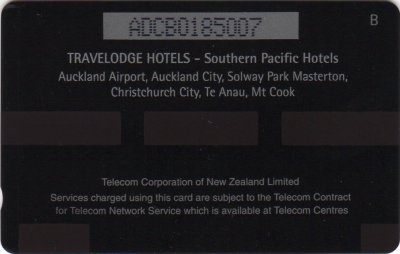 ADCB0185007
B
TRAVELODGE HOTELS - Southern Pacific Hotels
Auckland Airport, Auckland City, Solway Park Masterton,
Christchurch City, Te Anau, Mt Cook
Telecom Corporation of New Zealand Limited
Services charged using this card are subject to the Telecom Contract
for Telecom Network Service which is available at Telecom Centres